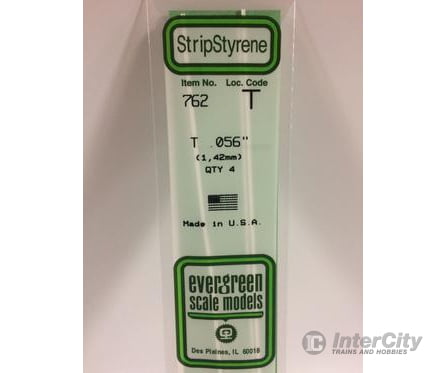 StripStyrene
Item No. Loc. Code
762 T
T .056"
(1,42mm)
QTY 4
Made in U.S.A.
evergreen
scale models
Des Plaines, IL 60018
InterCity
TRAINS AND HOBBIES